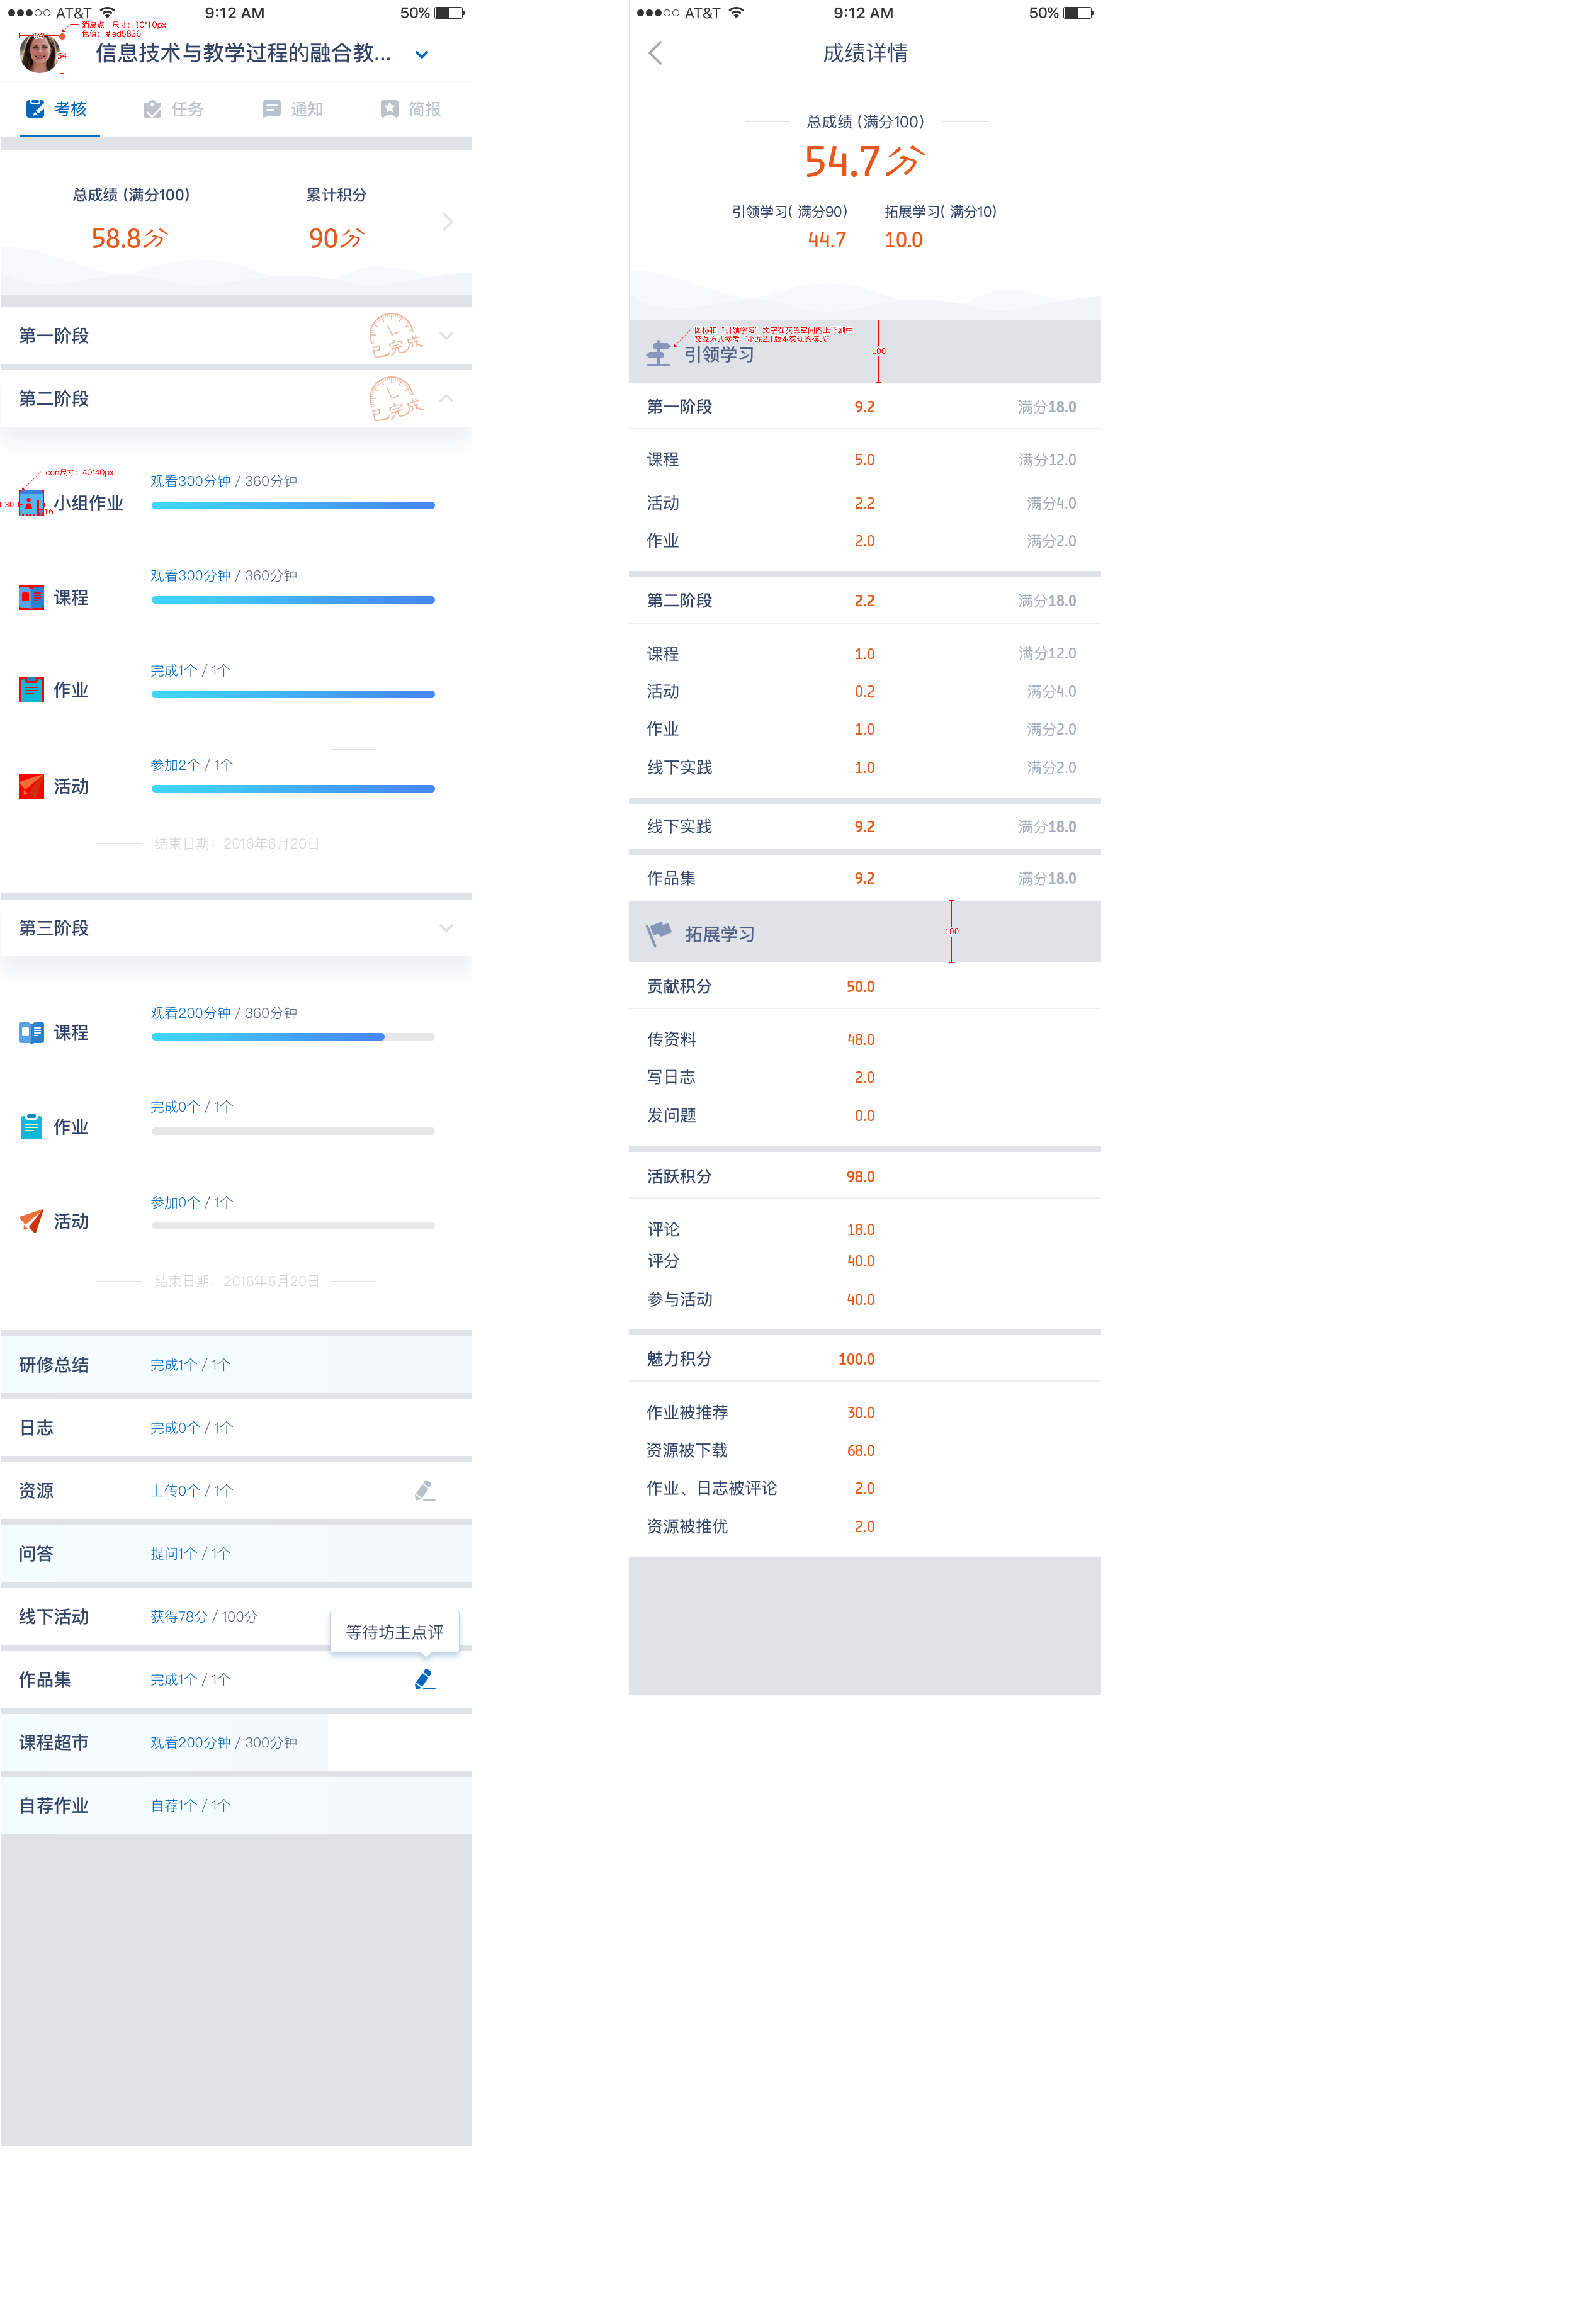 AT&T 9:12 AM 50%
消息点：尺寸：10*10px
色值：#ed5836
64
54
信息技术与教学过程的融合教...
考核 任务 通知 简报
总成绩 (满分100) 累计积分
58.8分 90分
第一阶段 已完成
第二阶段 已完成
icon尺寸：40*40px
观看300分钟 / 360分钟
30 16 小组作业
观看300分钟 / 360分钟
课程
完成1个 / 1个
作业
参加2个 / 1个
活动
结束日期：2016年6月20日
第三阶段
观看200分钟 / 360分钟
课程
完成0个 / 1个
作业
参加0个 / 1个
活动
结束日期：2016年6月20日
研修总结 完成1个 / 1个
日志 完成0个 / 1个
资源 上传0个 / 1个
问答 提问1个 / 1个
线下活动 获得78分 / 100分
等待坊主点评
作品集 完成1个 / 1个
课程超市 观看200分钟 / 300分钟
自荐作业 自荐1个 / 1个
AT&T 9:12 AM 50%
成绩详情
总成绩 (满分100)
54.7分
引领学习( 满分90) 拓展学习( 满分10)
44.7 10.0
图标和“引领学习”文字在灰色空间内上下剧中
交互方式参考“小龙2.1版本实现的模式”
引领学习
100
第一阶段 9.2 满分18.0
课程 5.0 满分12.0
活动 2.2 满分4.0
作业 2.0 满分2.0
第二阶段 2.2 满分18.0
课程 1.0 满分12.0
活动 0.2 满分4.0
作业 1.0 满分2.0
线下实践 1.0 满分2.0
线下实践 9.2 满分18.0
作品集 9.2 满分18.0
拓展学习
100
贡献积分 50.0
传资料 48.0
写日志 2.0
发问题 0.0
活跃积分 98.0
评论 18.0
评分 40.0
参与活动 40.0
魅力积分 100.0
作业被推荐 30.0
资源被下载 68.0
作业、日志被评论 2.0
资源被推优 2.0